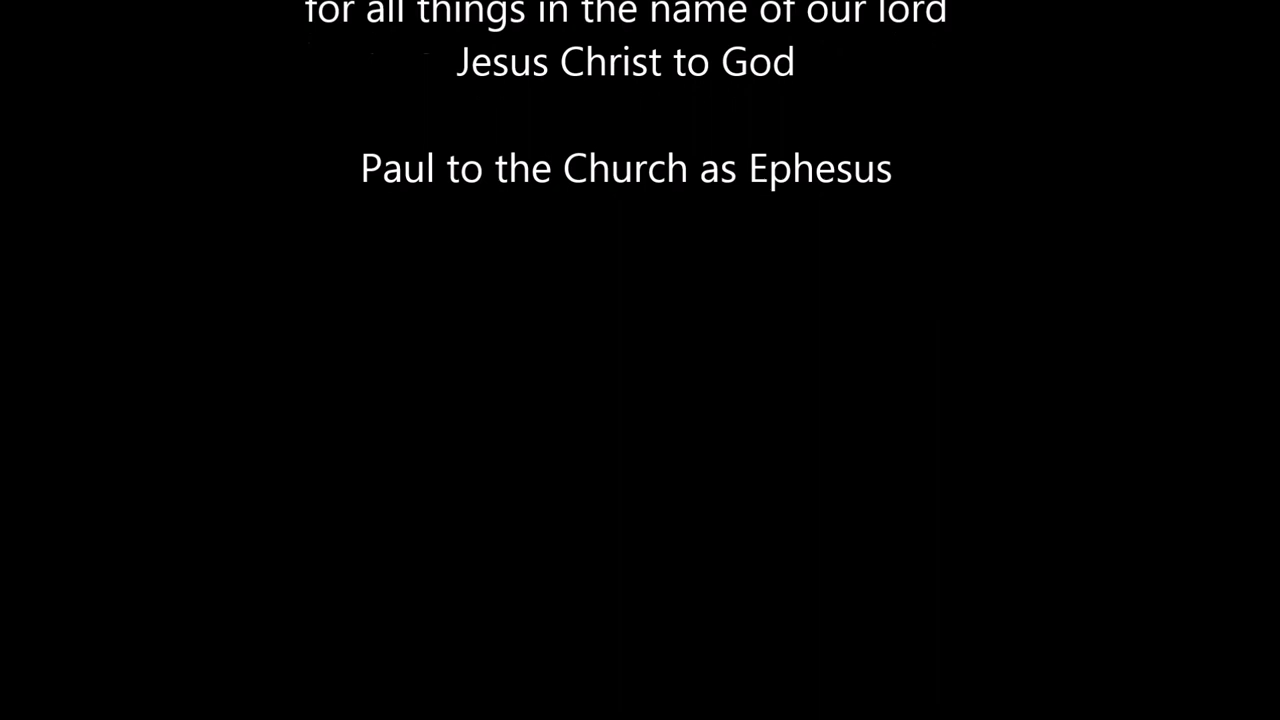 for all things in the name of our lord
Jesus Christ to God
Paul to the Church as Ephesus